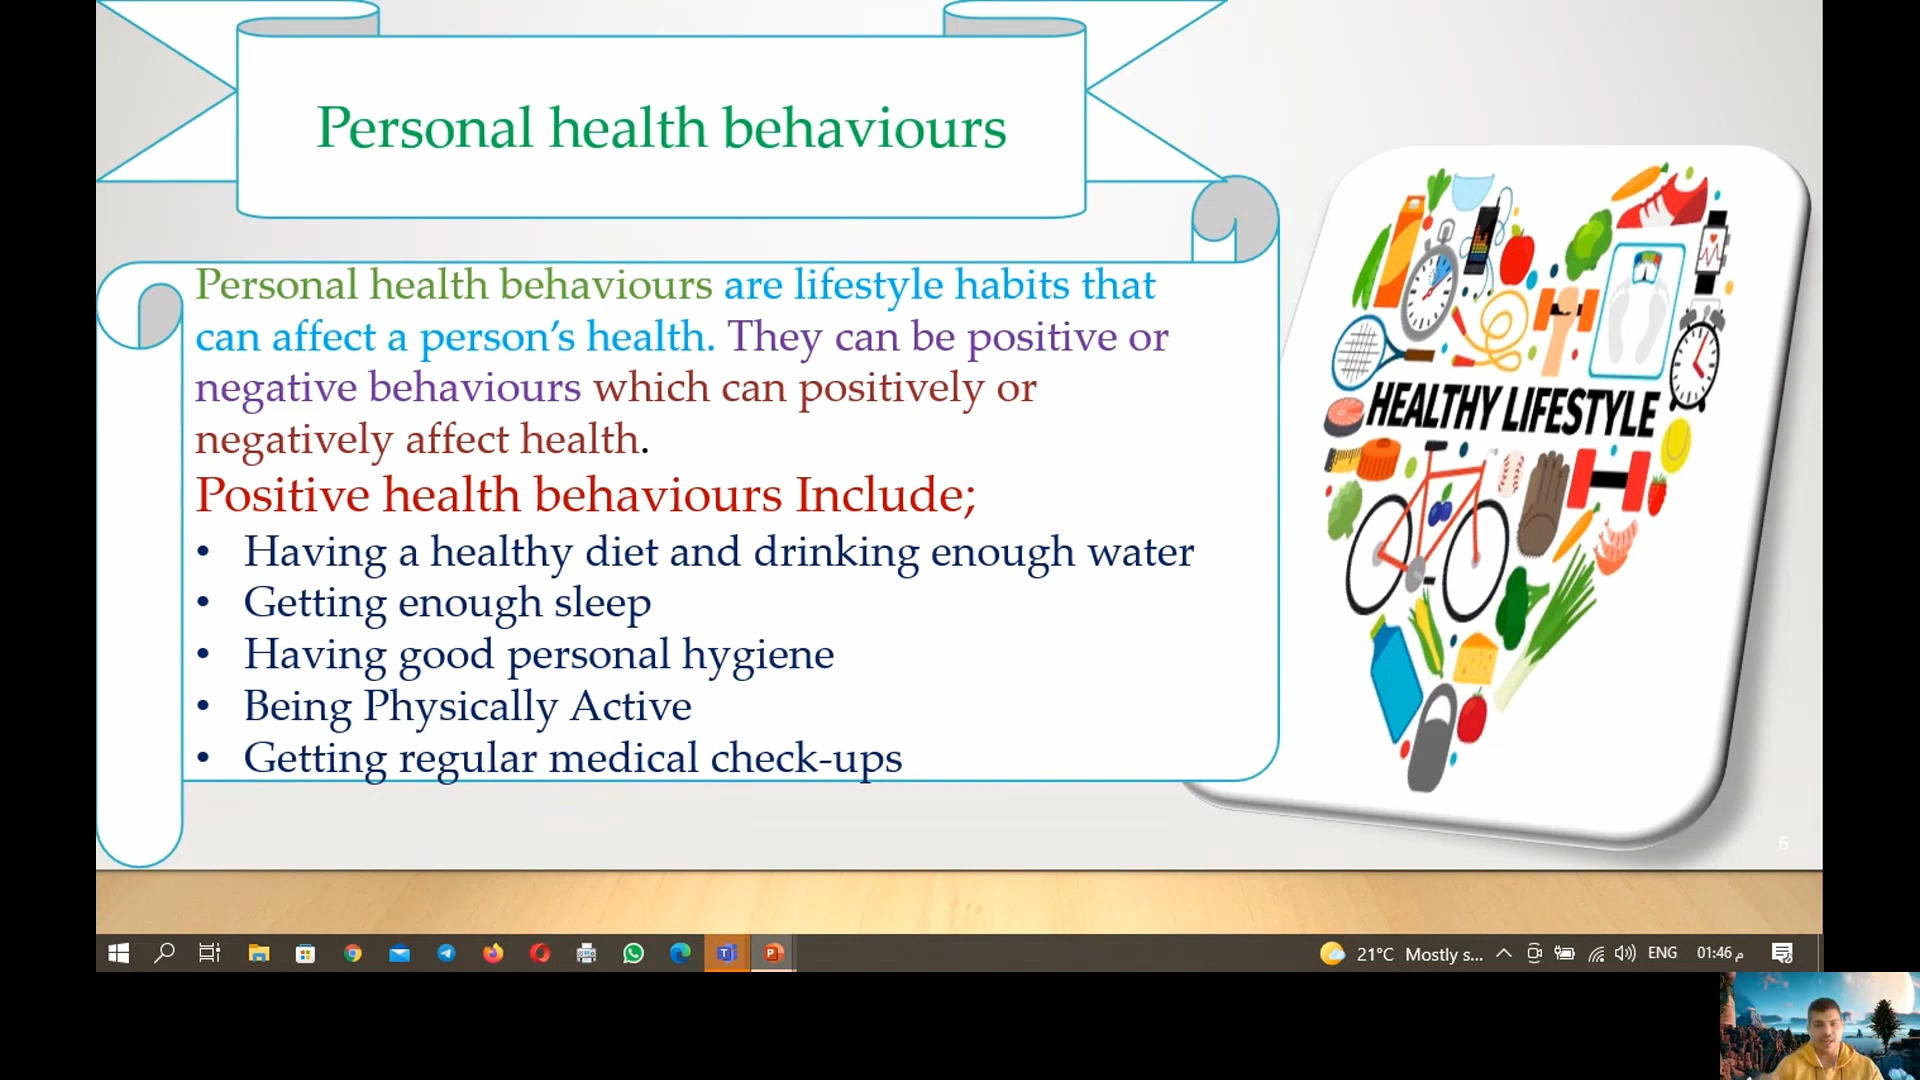 Personal health behaviours
Personal health behaviours are lifestyle habits that
can affect a person’s health. They can be positive or
negative behaviours which can positively or
negatively affect health.
Positive health behaviours Include;
• Having a healthy diet and drinking enough water
• Getting enough sleep
• Having good personal hygiene
• Being Physically Active
• Getting regular medical check-ups
HEALTHY LIFESTYLE
6
21°C Mostly s... ENG 01:46 م